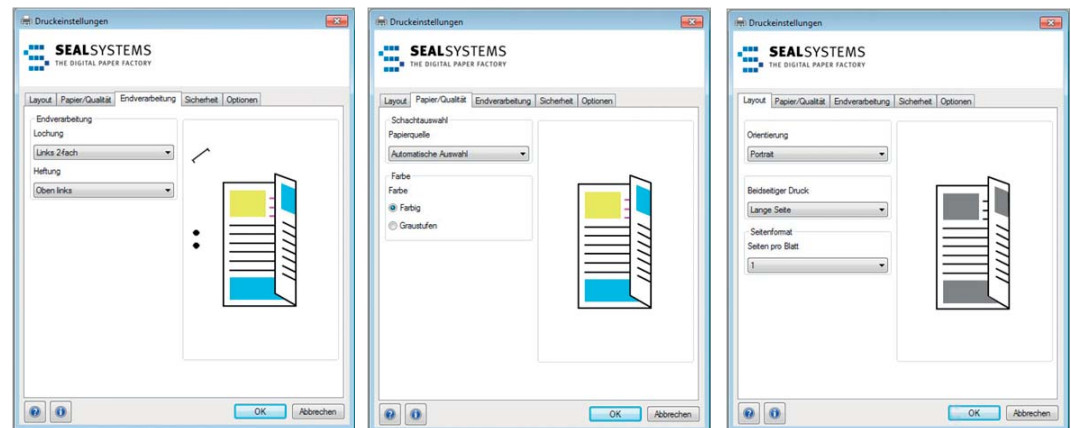 Druckeinstellungen
SEALSYSTEMS
THE DIGITAL PAPER FACTORY
Layout Papier/Qualität Endverarbeitung Sicherheit Optionen
Endverarbeitung
Lochung
Links 2-fach
Heftung
Oben links
OK Abbrechen
Druckeinstellungen
SEALSYSTEMS
THE DIGITAL PAPER FACTORY
Layout Papier/Qualität Endverarbeitung Sicherheit Optionen
Schachtauswahl
Papierquelle
Automatische Auswahl
Farbe
Farbe
Farbig
Graustufen
OK Abbrechen
Druckeinstellungen
SEALSYSTEMS
THE DIGITAL PAPER FACTORY
Layout Papier/Qualität Endverarbeitung Sicherheit Optionen
Orientierung
Portrait
Beidseitiger Druck
Lange Seite
Seitenformat
Seiten pro Blatt
1
OK Abbrechen